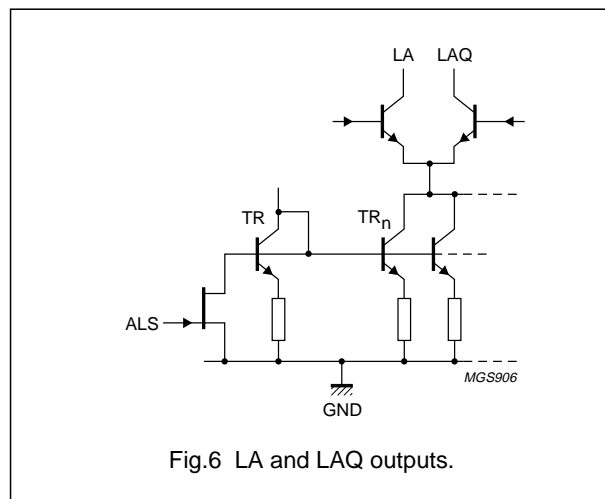 LA LAQ
TR TRn
ALS
MGS906
GND
Fig.6 LA and LAQ outputs.